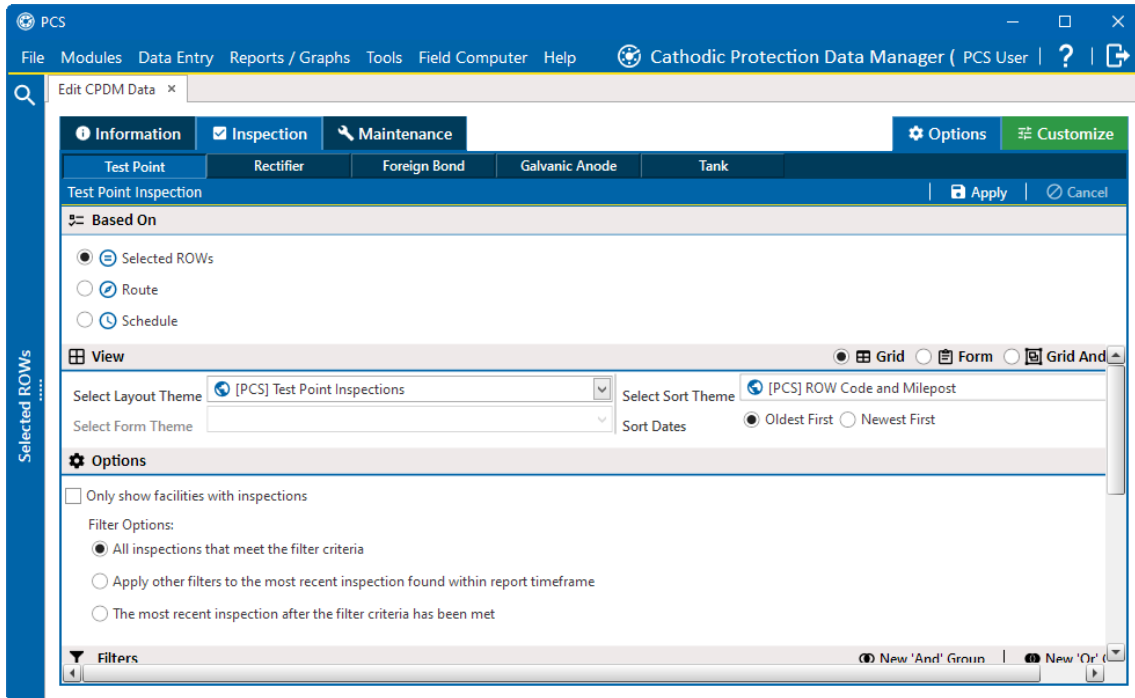 PCS
File Modules Data Entry Reports / Graphs Tools Field Computer Help Cathodic Protection Data Manager ( PCS User | ? |
Edit CPDM Data ×
Information Inspection Maintenance Options Customize
Test Point Rectifier Foreign Bond Galvanic Anode Tank
Test Point Inspection | Apply | Cancel
Based On
Selected ROWs
Route
Schedule
Selected ROWs
View Grid Form Grid And
Select Layout Theme [PCS] Test Point Inspections Select Sort Theme [PCS] ROW Code and Milepost
Select Form Theme Sort Dates Oldest First Newest First
Options
Only show facilities with inspections
Filter Options:
All inspections that meet the filter criteria
Apply other filters to the most recent inspection found within report timeframe
The most recent inspection after the filter criteria has been met
Filters New 'And' Group | New 'Or'